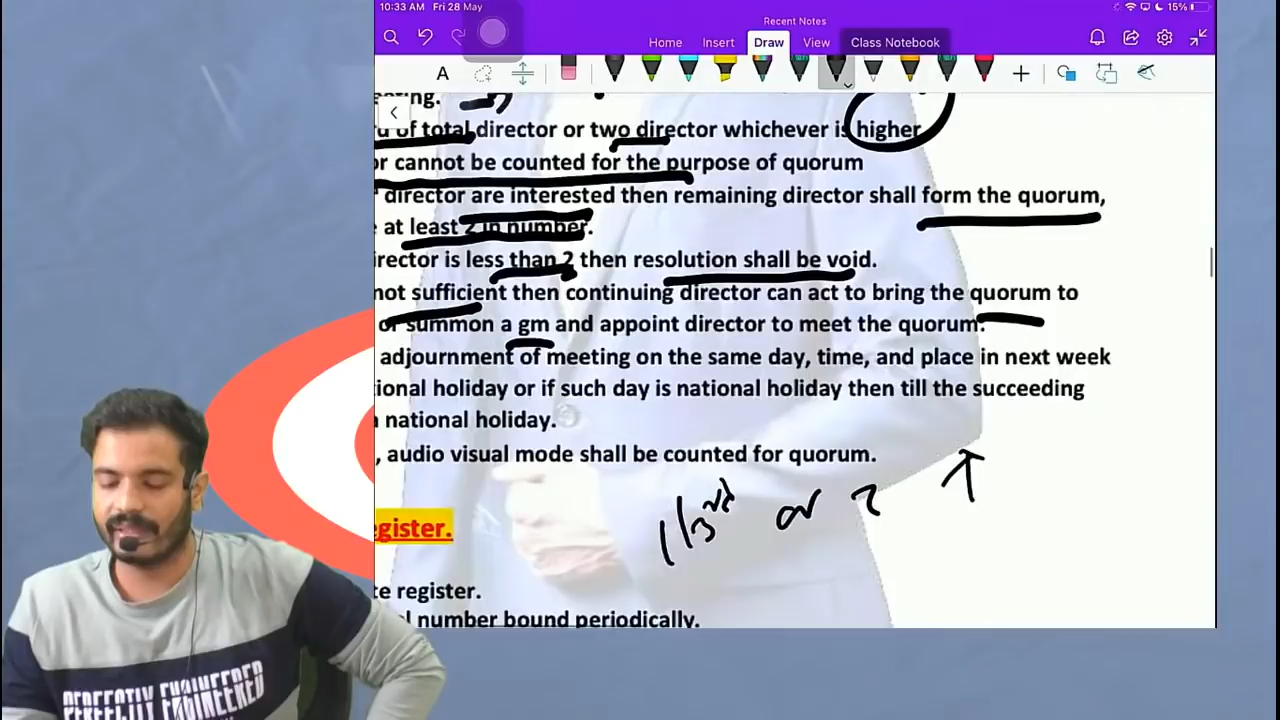 10:33 AM Fri 28 May
15%
Recent Notes
Home Insert Draw View Class Notebook
A
of total director or two director whichever is higher
cannot be counted for the purpose of quorum
director are interested then remaining director shall form the quorum,
at least 2 in number.
director is less than 2 then resolution shall be void.
not sufficient then continuing director can act to bring the quorum to
or summon a gm and appoint director to meet the quorum.
adjournment of meeting on the same day, time, and place in next week
holiday or if such day is national holiday then till the succeeding
a national holiday.
, audio visual mode shall be counted for quorum.
1/3rd or 2 ↑
register.
register.
number bound periodically.
PERFECTLY ENGINEERED